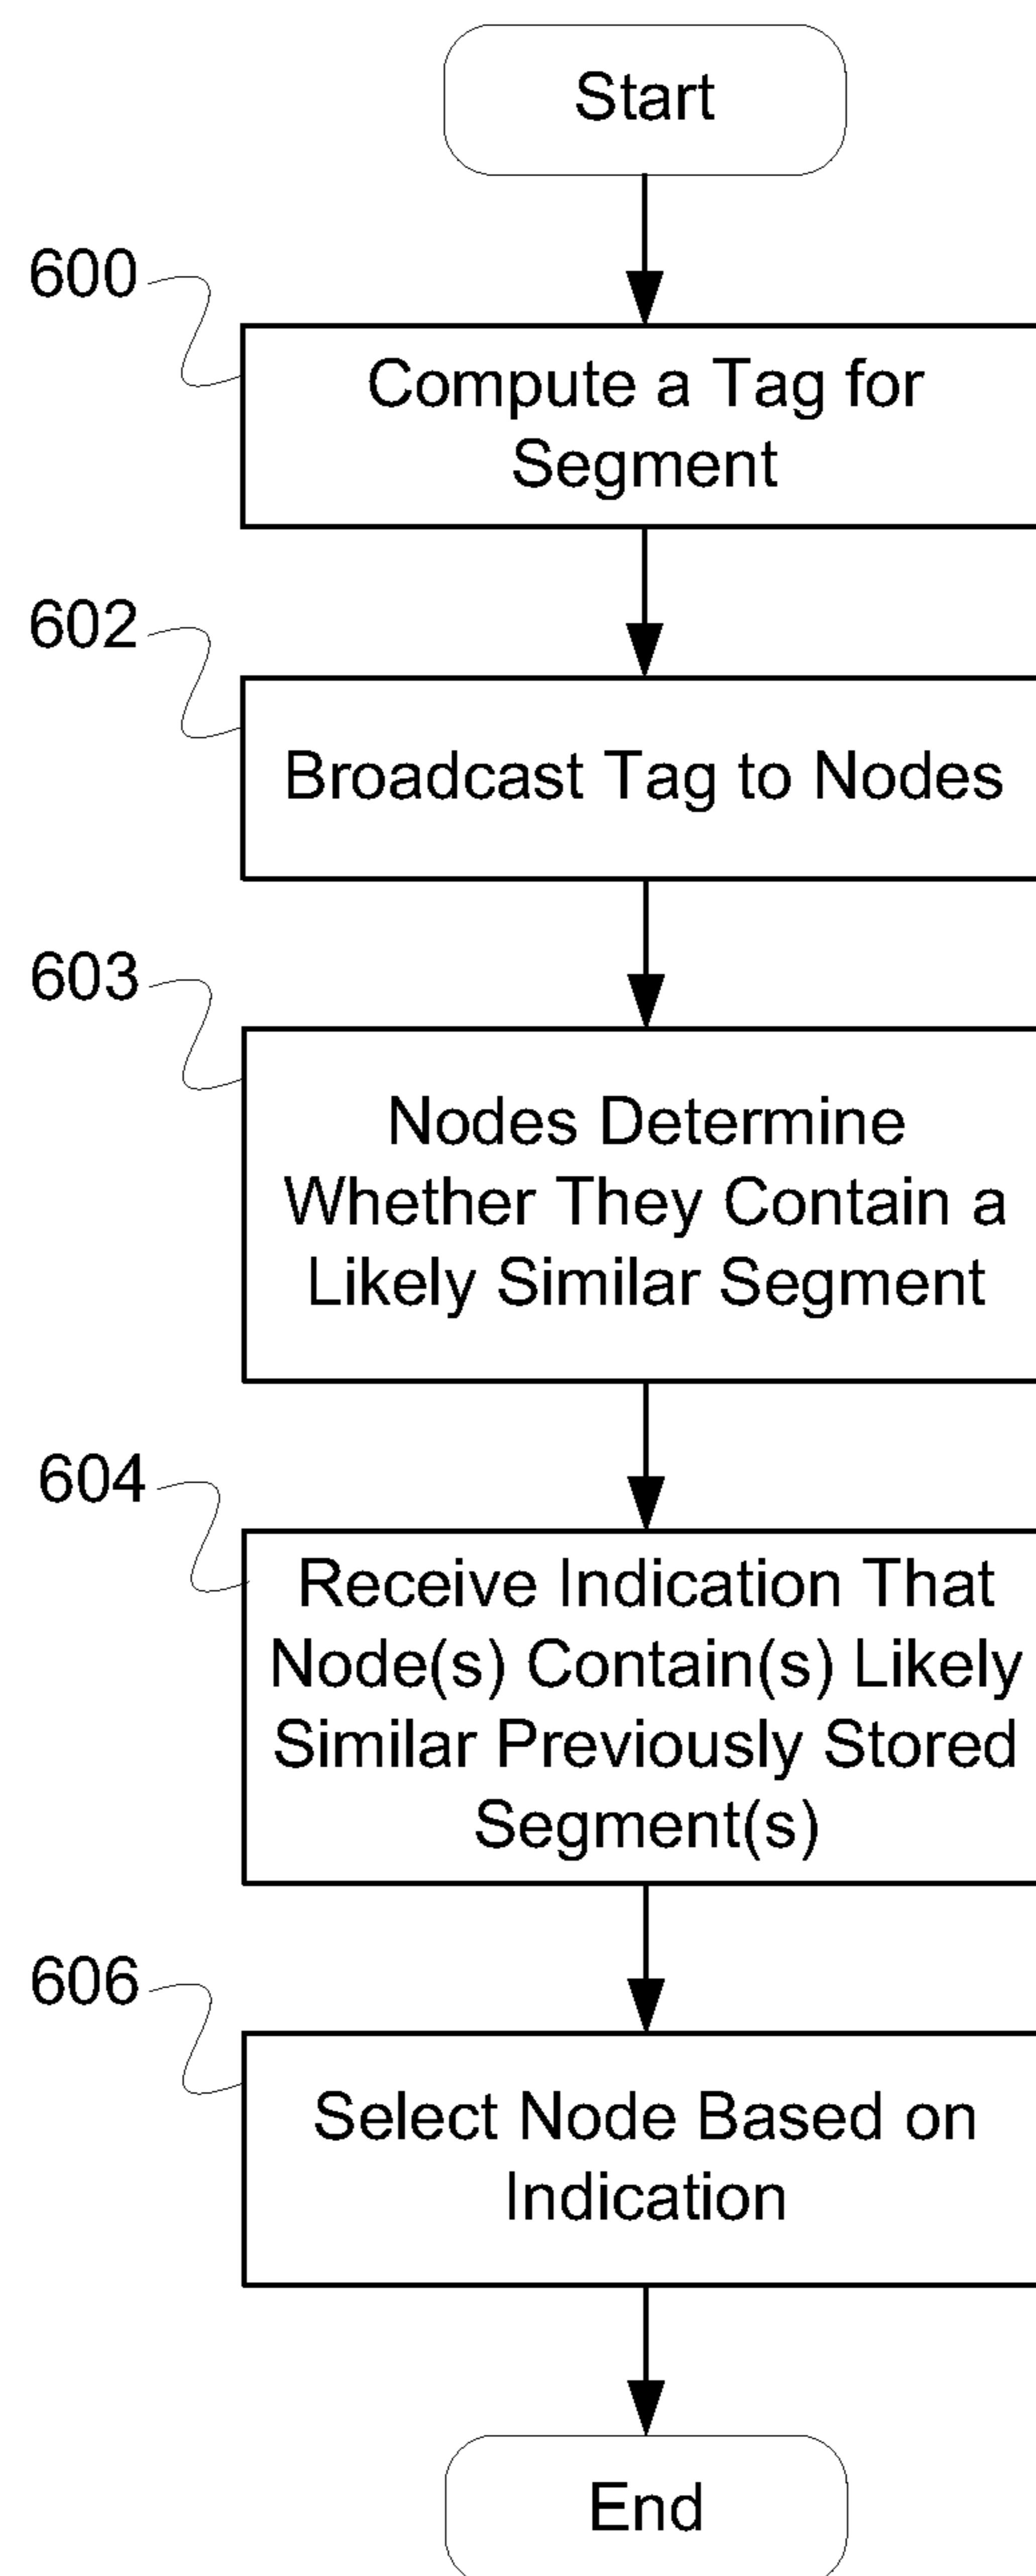 Start
600
Compute a Tag for
Segment
602
Broadcast Tag to Nodes
603
Nodes Determine
Whether They Contain a
Likely Similar Segment
604
Receive Indication That
Node(s) Contain(s) Likely
Similar Previously Stored
Segment(s)
606
Select Node Based on
Indication
End